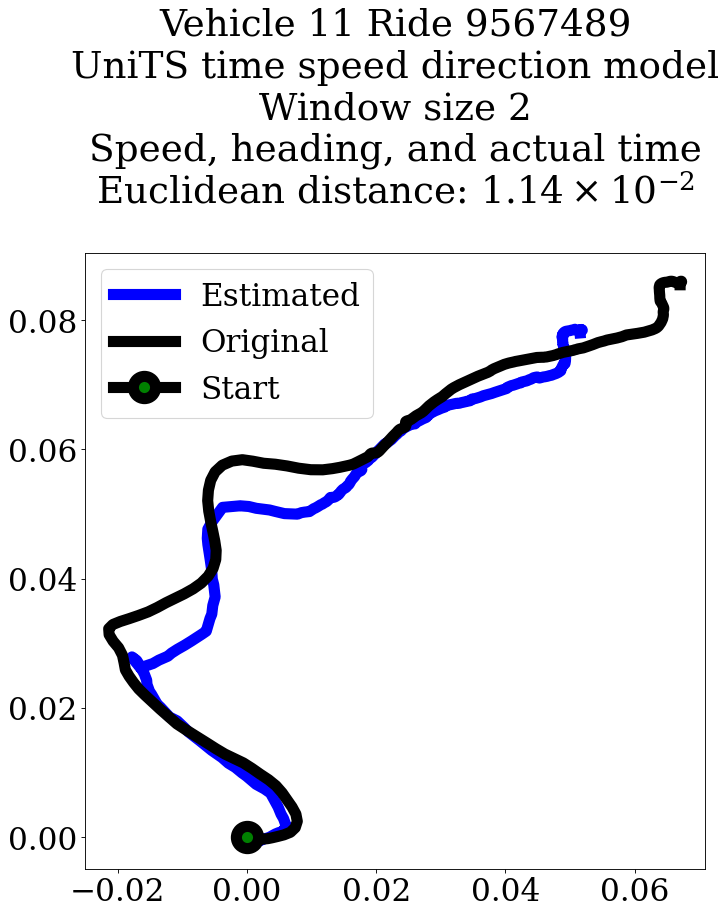 Vehicle 11 Ride 9567489
UniTS time speed direction model
Window size 2
Speed, heading, and actual time
Euclidean distance: 1.14 × 10⁻²
Estimated
Original
Start
0.08
0.06
0.04
0.02
0.00
−0.02 0.00 0.02 0.04 0.06